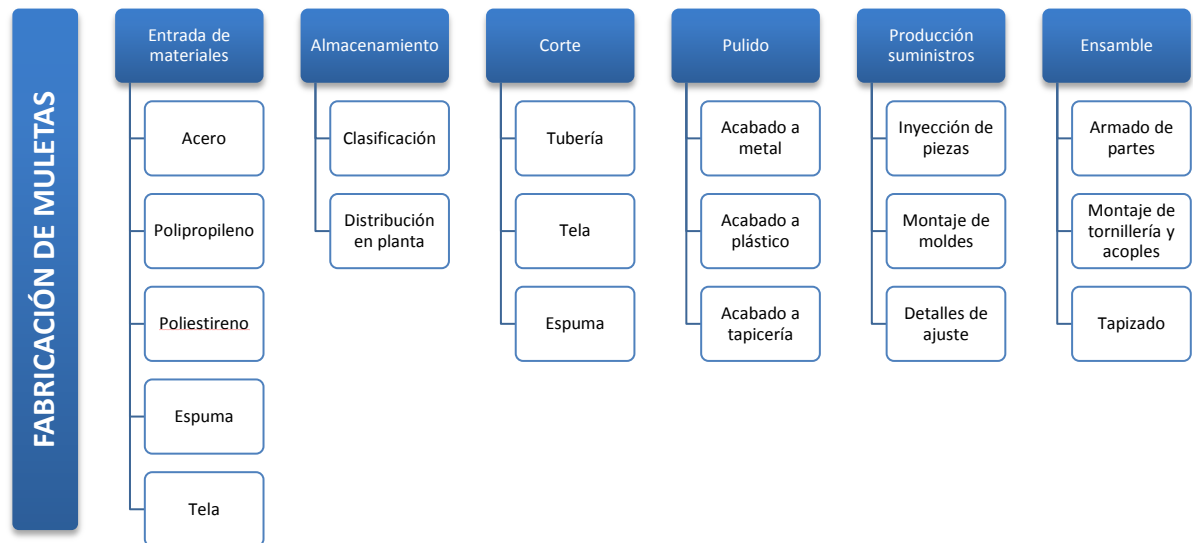 FABRICACIÓN DE MULETAS
Entrada de
materiales
Acero
Polipropileno
Poliestireno
Espuma
Tela
Almacenamiento
Clasificación
Distribución
en planta
Corte
Tubería
Tela
Espuma
Pulido
Acabado a
metal
Acabado a
plástico
Acabado a
tapicería
Producción
suministros
Inyección de
piezas
Montaje de
moldes
Detalles de
ajuste
Ensamble
Armado de
partes
Montaje de
tornillería y
acoples
Tapizado